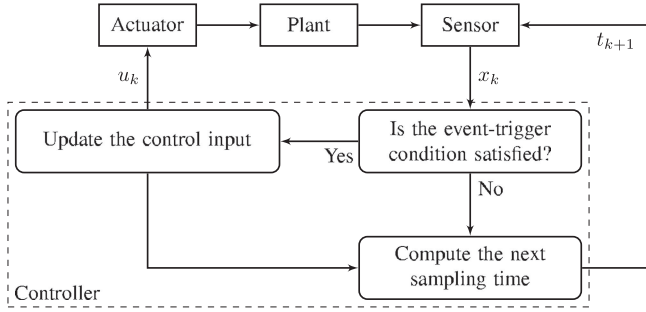 Actuator
Plant
Sensor
t_{k+1}
u_k
x_k
Update the control input
Is the event-trigger
condition satisfied?
Yes
No
Compute the next
sampling time
Controller